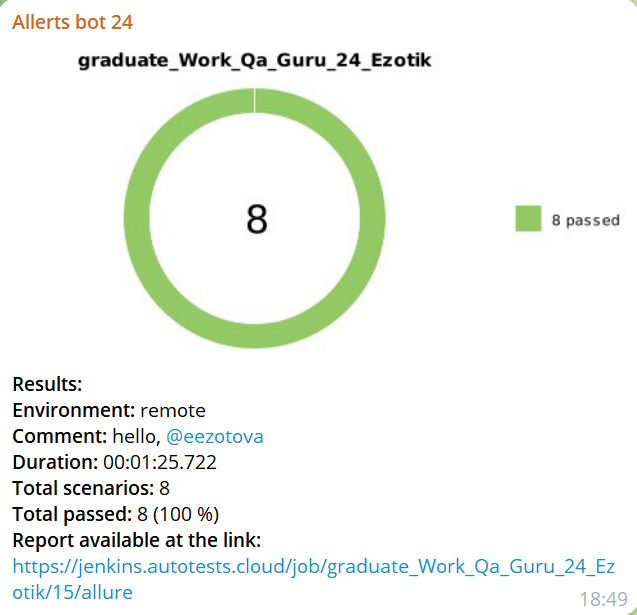 Allerts bot 24
graduate_Work_Qa_Guru_24_Ezotik
8
8 passed
Results:
Environment: remote
Comment: hello, @eezotova
Duration: 00:01:25.722
Total scenarios: 8
Total passed: 8 (100 %)
Report available at the link:
https://jenkins.autotests.cloud/job/graduate_Work_Qa_Guru_24_Ez
otik/15/allure
18:49